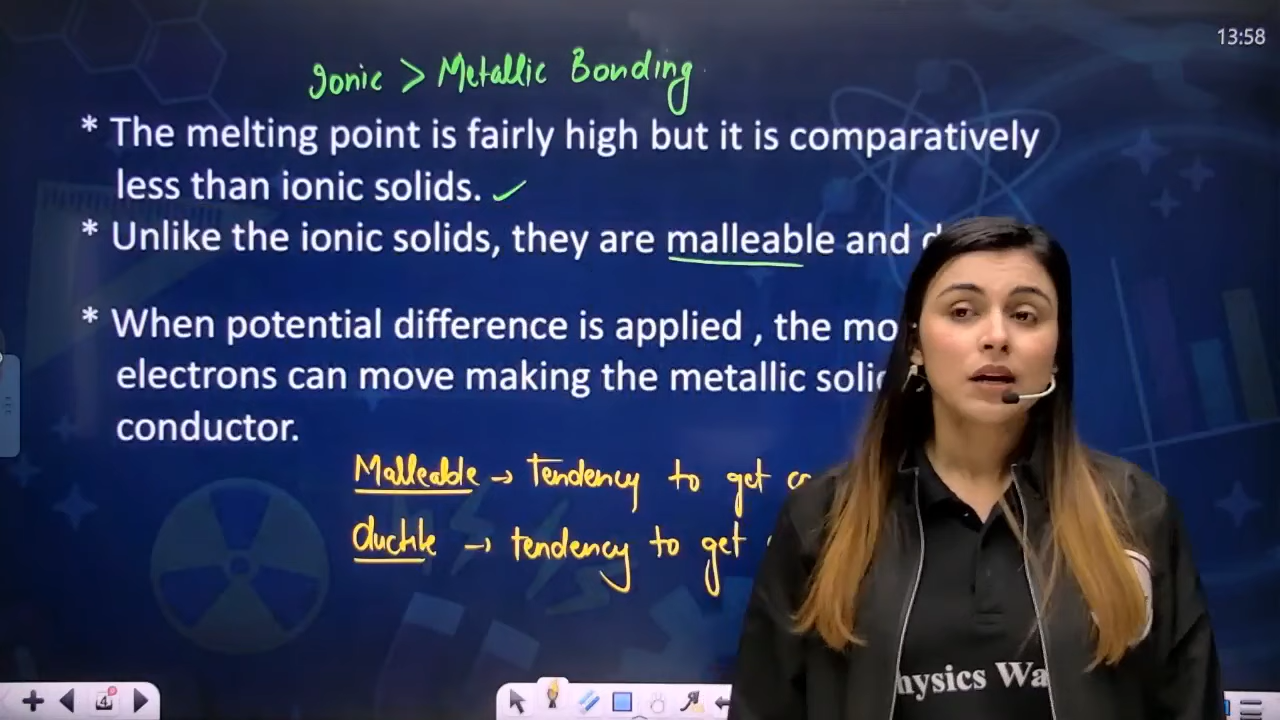 13:58
Ionic > Metallic Bonding
* The melting point is fairly high but it is comparatively
less than ionic solids. ✓
* Unlike the ionic solids, they are malleable and
* When potential difference is applied , the
electrons can move making the metallic
conductor.
Malleable → Tendency to get
ductile → tendency to get
4
hysics Wa